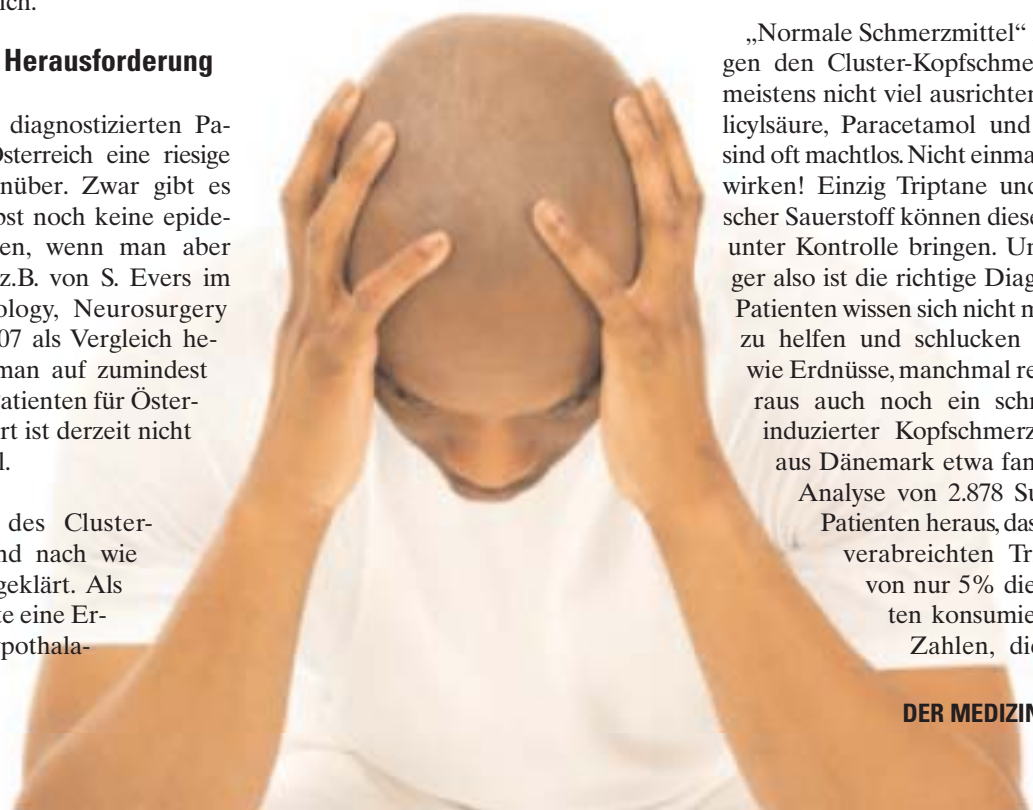 ich.
Herausforderung
diagnostizierten Pa-
Österreich eine riesige
nüber. Zwar gibt es
bst noch keine epide-
en, wenn man aber
z.B. von S. Evers im
ology, Neurosurgery
07 als Vergleich he-
man auf zumindest
atienten für Öster-
rt ist derzeit nicht
l.
des Cluster-
nd nach wie
geklärt. Als
te eine Er-
ypothala-
„Normale Schmerzmittel“
gen den Cluster-Kopfschme
meistens nicht viel ausrichten
licylsäure, Paracetamol und
sind oft machtlos. Nicht einma
wirken! Einzig Triptane und
scher Sauerstoff können diese
unter Kontrolle bringen. Um
ger also ist die richtige Diag
Patienten wissen sich nicht m
zu helfen und schlucken
wie Erdnüsse, manchmal re
raus auch noch ein schm
induzierter Kopfschmerz
aus Dänemark etwa fan
Analyse von 2.878 Su
Patienten heraus, das
verabreichten Tr
von nur 5% die
ten konsumie
Zahlen, die
DER MEDIZIN